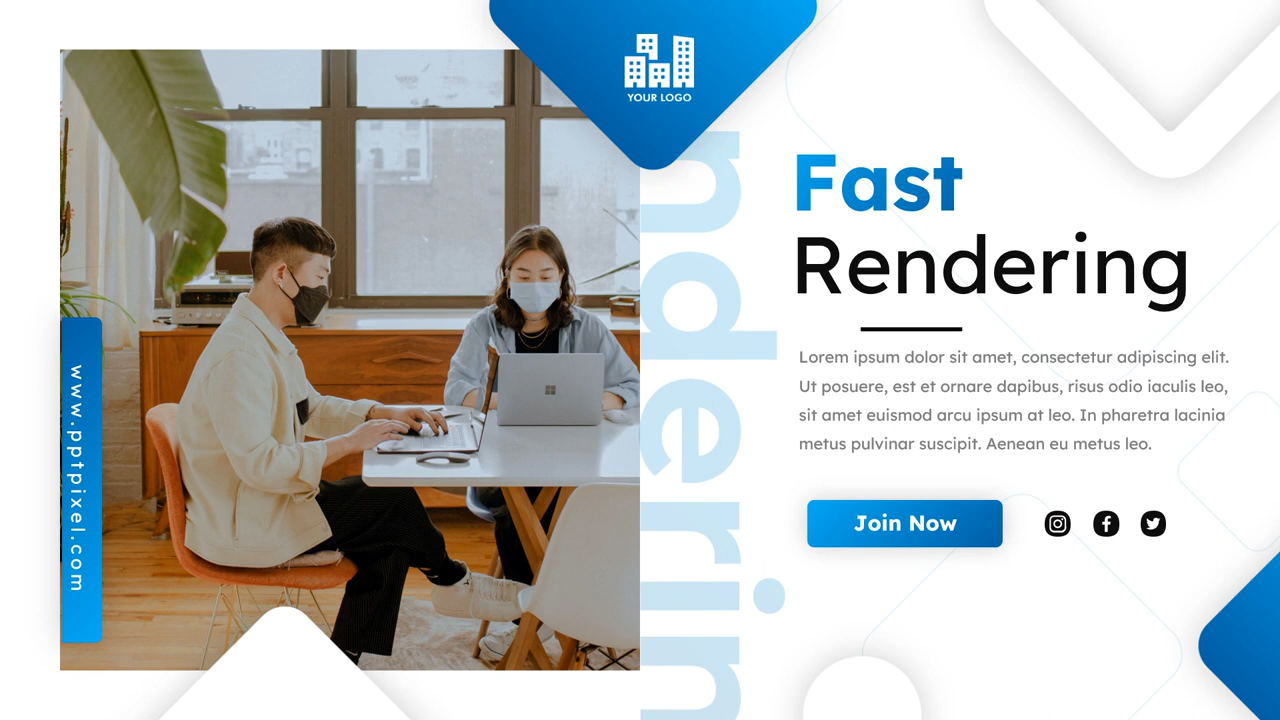 YOUR LOGO
Fast
Rendering
Lorem ipsum dolor sit amet, consectetur adipiscing elit.
Ut posuere, est et ornare dapibus, risus odio iaculis leo,
sit amet euismod arcu ipsum at leo. In pharetra lacinia
metus pulvinar suscipit. Aenean eu metus leo.
Join Now
www.pptpixel.com
nderin